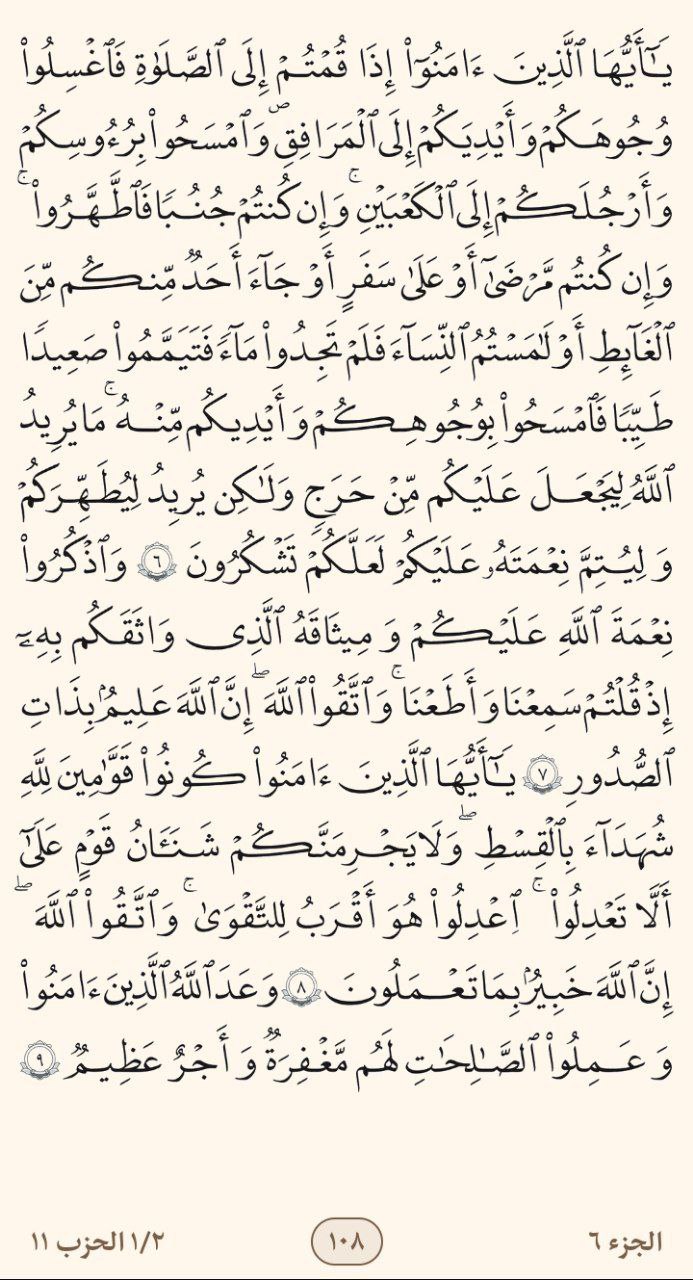 يَـٰٓأَيُّهَا ٱلَّذِينَ ءَامَنُوٓا۟ إِذَا قُمْتُمْ إِلَى ٱلصَّلَوٰةِ فَٱغْسِلُوا۟
وُجُوهَكُمْ وَأَيْدِيَكُمْ إِلَى ٱلْمَرَافِقِ ۖ وَٱمْسَحُوا۟ بِرُءُوسِكُمْ
وَأَرْجُلَكُمْ إِلَى ٱلْكَعْبَيْنِ ۚ وَإِن كُنتُمْ جُنُبًا فَٱطَّهَّرُوا۟ ۚ
وَإِن كُنتُم مَّرْضَىٰٓ أَوْ عَلَىٰ سَفَرٍ أَوْ جَآءَ أَحَدٌ مِّنكُم مِّنَ
ٱلْغَآئِطِ أَوْ لَـٰمَسْتُمُ ٱلنِّسَآءَ فَلَمْ تَجِدُوا۟ مَآءً فَتَيَمَّمُوا۟ صَعِيدًا
طَيِّبًا فَٱمْسَحُوا۟ بِوُجُوهِكُمْ وَأَيْدِيكُم مِّنْهُ ۚ مَا يُرِيدُ
ٱللَّهُ لِيَجْعَلَ عَلَيْكُم مِّنْ حَرَجٍ وَلَـٰكِن يُرِيدُ لِيُطَهِّرَكُمْ
وَلِيُتِمَّ نِعْمَتَهُۥ عَلَيْكُمْ لَعَلَّكُمْ تَشْكُرُونَ ٦ وَٱذْكُرُوا۟
نِعْمَةَ ٱللَّهِ عَلَيْكُمْ وَمِيثَاقَهُ ٱلَّذِى وَاثَقَكُم بِهِۦٓ
إِذْ قُلْتُمْ سَمِعْنَا وَأَطَعْنَا ۚ وَٱتَّقُوا۟ ٱللَّهَ ۖ إِنَّ ٱللَّهَ عَلِيمٌۢ بِذَاتِ
ٱلصُّدُورِ ٧ يَـٰٓأَيُّهَا ٱلَّذِينَ ءَامَنُوا۟ كُونُوا۟ قَوَّٰمِينَ لِلَّهِ
شُهَدَآءَ بِٱلْقِسْطِ ۖ وَلَا يَجْرِمَنَّكُمْ شَنَـَٔانُ قَوْمٍ عَلَىٰٓ
أَلَّا تَعْدِلُوا۟ ۚ ٱعْدِلُوا۟ هُوَ أَقْرَبُ لِلتَّقْوَىٰ ۚ وَٱتَّقُوا۟ ٱللَّهَ ۖ
إِنَّ ٱللَّهَ خَبِيرٌۢ بِمَا تَعْمَلُونَ ٨ وَعَدَ ٱللَّهُ ٱلَّذِينَ ءَامَنُوا۟
وَعَمِلُوا۟ ٱلصَّـٰلِحَـٰتِ لَهُم مَّغْفِرَةٌ وَأَجْرٌ عَظِيمٌ ٩
الجزء ٦ ١٠٨ ١/٢ الحزب ١١